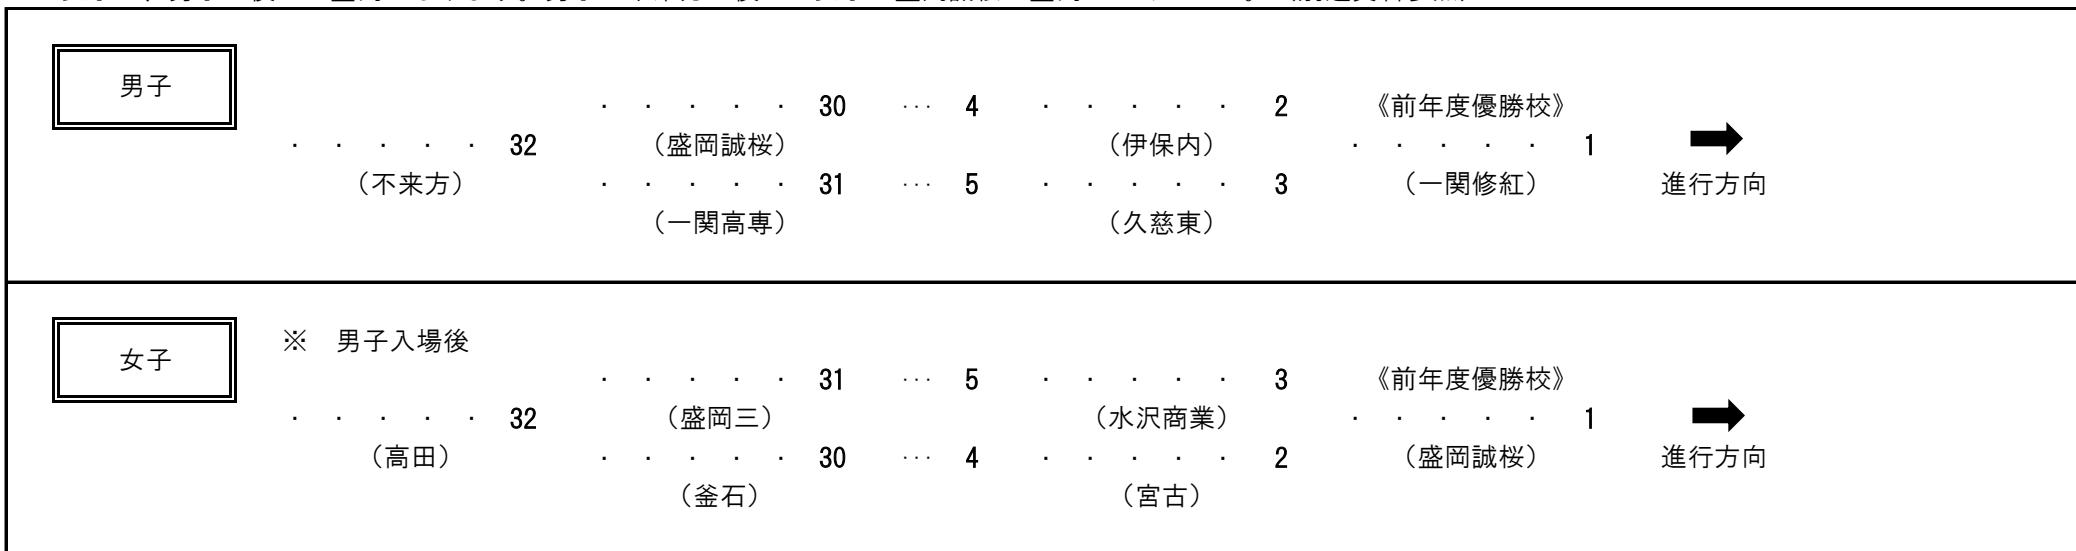 男子
・ ・ ・ ・ ・ 30 … 4 ・ ・ ・ ・ ・ 2 《前年度優勝校》
・ ・ ・ ・ ・ 32 （盛岡誠桜） （伊保内） ・ ・ ・ ・ ・ 1 ➡
（不来方） ・ ・ ・ ・ ・ 31 … 5 ・ ・ ・ ・ ・ 3 （一関修紅） 進行方向
（一関高専） （久慈東）
女子 ※ 男子入場後
・ ・ ・ ・ ・ 31 … 5 ・ ・ ・ ・ ・ 3 《前年度優勝校》
・ ・ ・ ・ ・ 32 （盛岡三） （水沢商業） ・ ・ ・ ・ ・ 1 ➡
（高田） ・ ・ ・ ・ ・ 30 … 4 ・ ・ ・ ・ ・ 2 （盛岡誠桜） 進行方向
（釜石） （宮古）